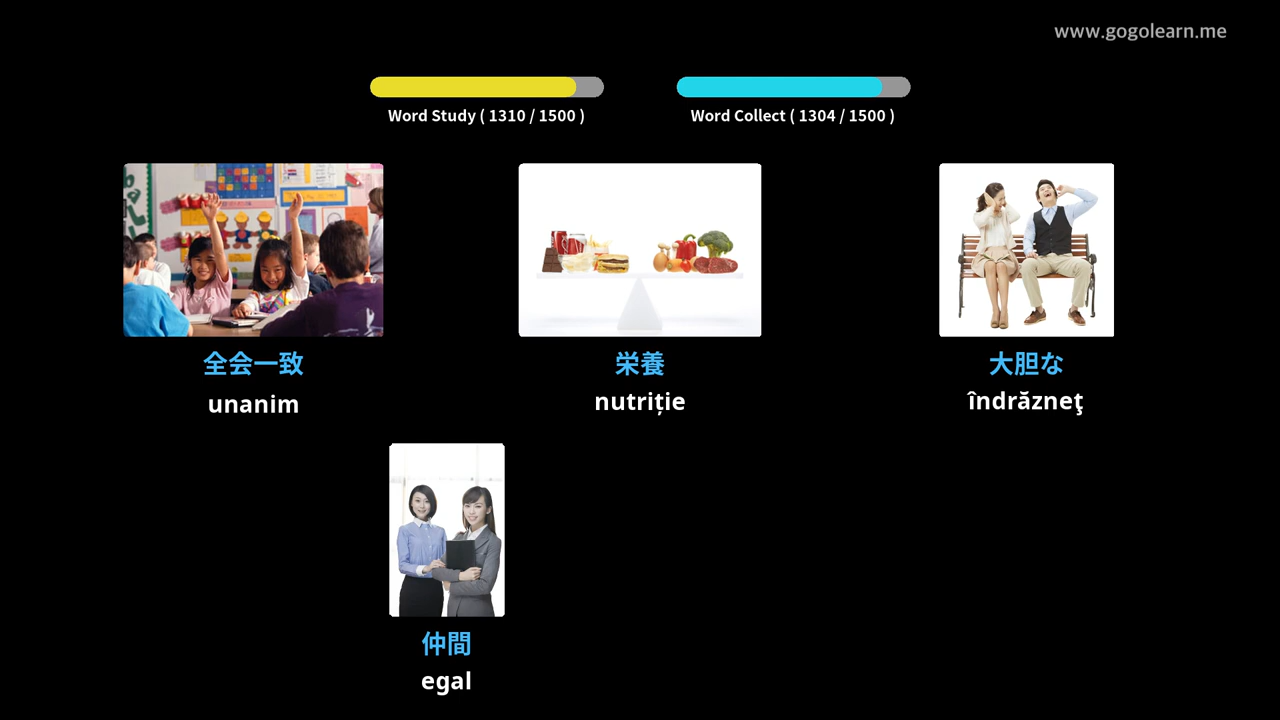 www.gogolearn.me
Word Study ( 1310 / 1500 )
Word Collect ( 1304 / 1500 )
全会一致
unanim
栄養
nutriție
大胆な
îndrăzneţ
仲間
egal